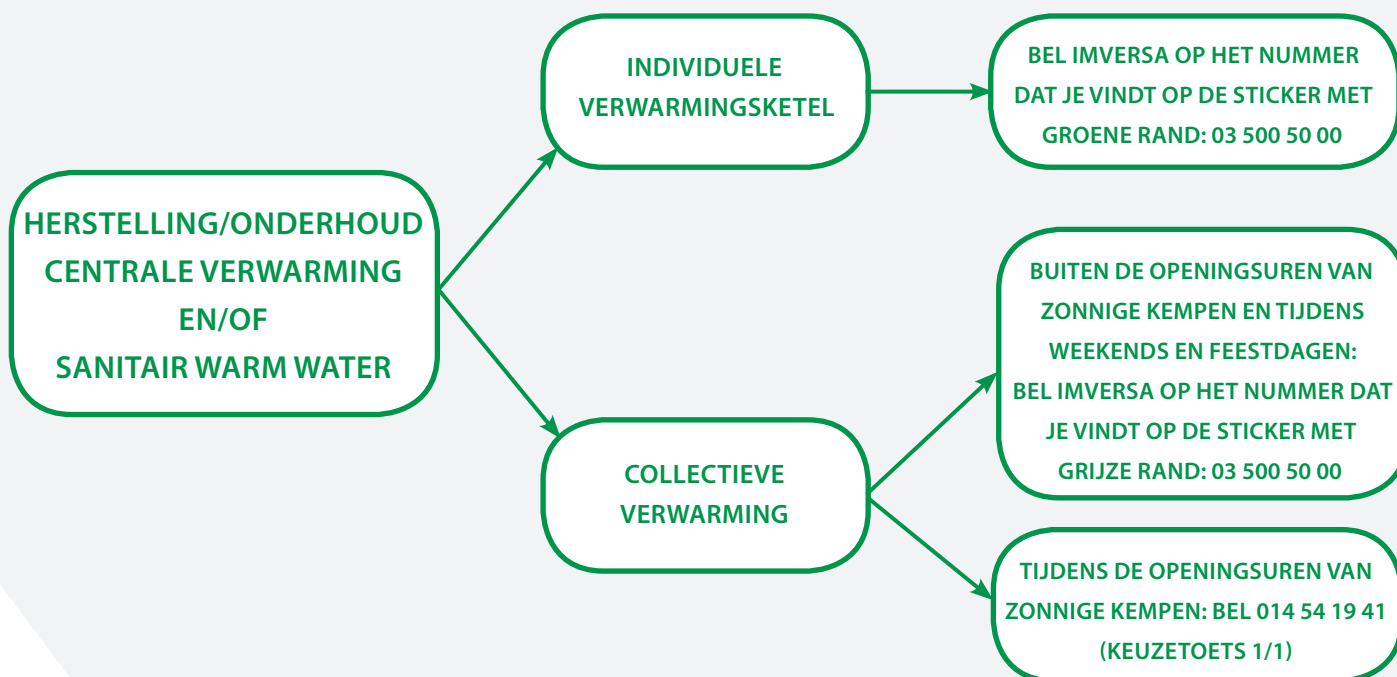 HERSTELLING/ONDERHOUD
CENTRALE VERWARMING
EN/OF
SANITAIR WARM WATER
INDIVIDUELE
VERWARMINGSKETEL
BEL IMVERSA OP HET NUMMER
DAT JE VINDT OP DE STICKER MET
GROENE RAND: 03 500 50 00
COLLECTIEVE
VERWARMING
BUITEN DE OPENINGSUREN VAN
ZONNIGE KEMPEN EN TIJDENS
WEEKENDS EN FEESTDAGEN:
BEL IMVERSA OP HET NUMMER DAT
JE VINDT OP DE STICKER MET
GRIJZE RAND: 03 500 50 00
TIJDENS DE OPENINGSUREN VAN
ZONNIGE KEMPEN: BEL 014 54 19 41
(KEUZETOETS 1/1)